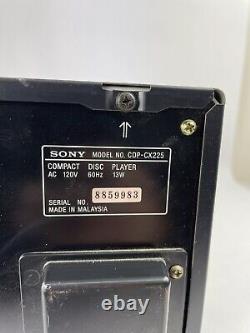 SONY MODEL NO. CDP-CX225
COMPACT DISC PLAYER
AC 120V 60Hz 13W
8859983
SERIAL NO.
MADE IN MALAYSIA